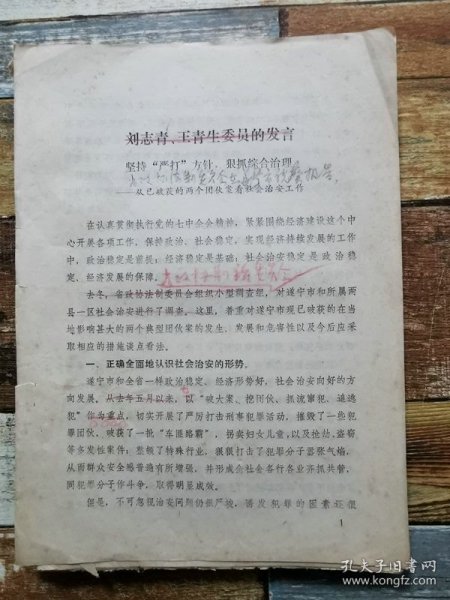 刘志青、王青生委员的发言
坚持“严打”方针，狠抓综合治理
——从已破获的两个团伙案看社会治安工作
在认真贯彻执行党的七中全会精神，紧紧围绕经济建设这个中
心开展各项工作，保持政治、社会稳定，实现经济持续发展的工作
中，政治稳定是前提；经济稳定是基础；社会治安稳定是政治稳
定、经济发展的保障。
去冬，省政协法制委员会组织小型调查组，对遂宁市和所属两
县一区社会治安进行了调查。这里，着重对遂宁市现已破获的在当
地影响甚大的两个典型团伙案的发生、发展和危害性以及今后应采
取相应的措施谈点看法。
一、正确全面地认识社会治安的形势。
遂宁市和全省一样政治稳定、经济形势好，社会治安向好的方
向发展，从去年五月以来，以“破大案、挖团伙、抓流窜犯、追逃
犯”作为重点，切实开展了严厉打击刑事犯罪活动，摧毁了一些犯
罪团伙，破获了一批“车匪路霸”，拐卖妇女儿童，以及抢劫、盗窃
等多发性案件；整顿了特殊行业，狠狠打击了犯罪分子嚣张气焰，
从而群众安全感普遍有所增强，并形成全社会各行各业齐抓共管，
同犯罪分子作斗争，取得明显成效。
但是，不可忽视治安问题仍很严峻，诱发犯罪的因素还很
1
孔夫子旧书网
www.kongfz.com